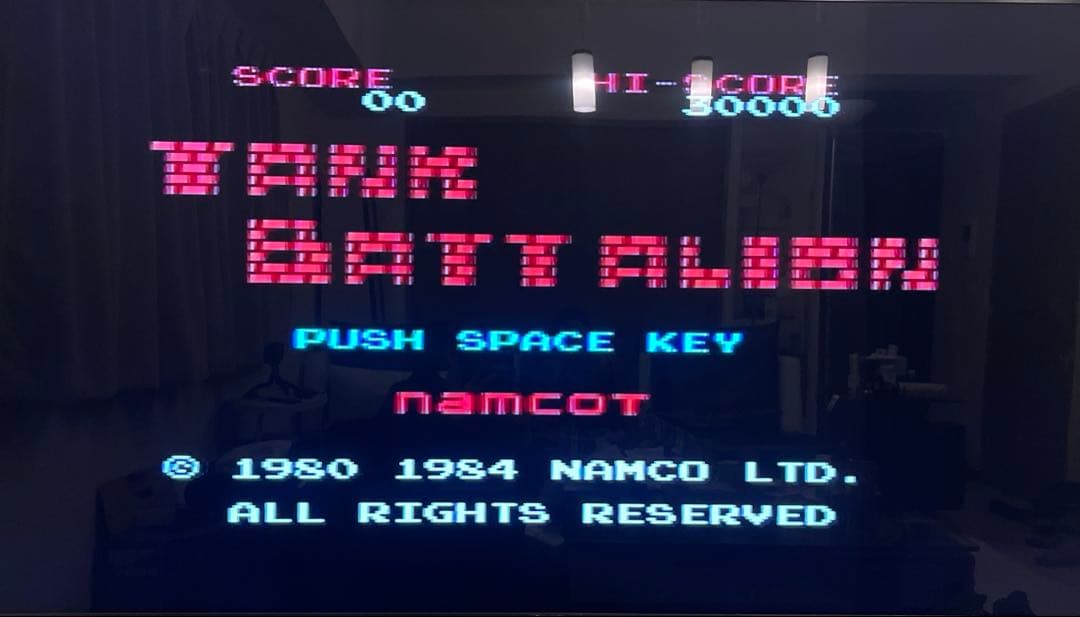 SCORE HI-SCORE
00 30000
TANK
BATTALION
PUSH SPACE KEY
namcot
© 1980 1984 NAMCO LTD.
ALL RIGHTS RESERVED